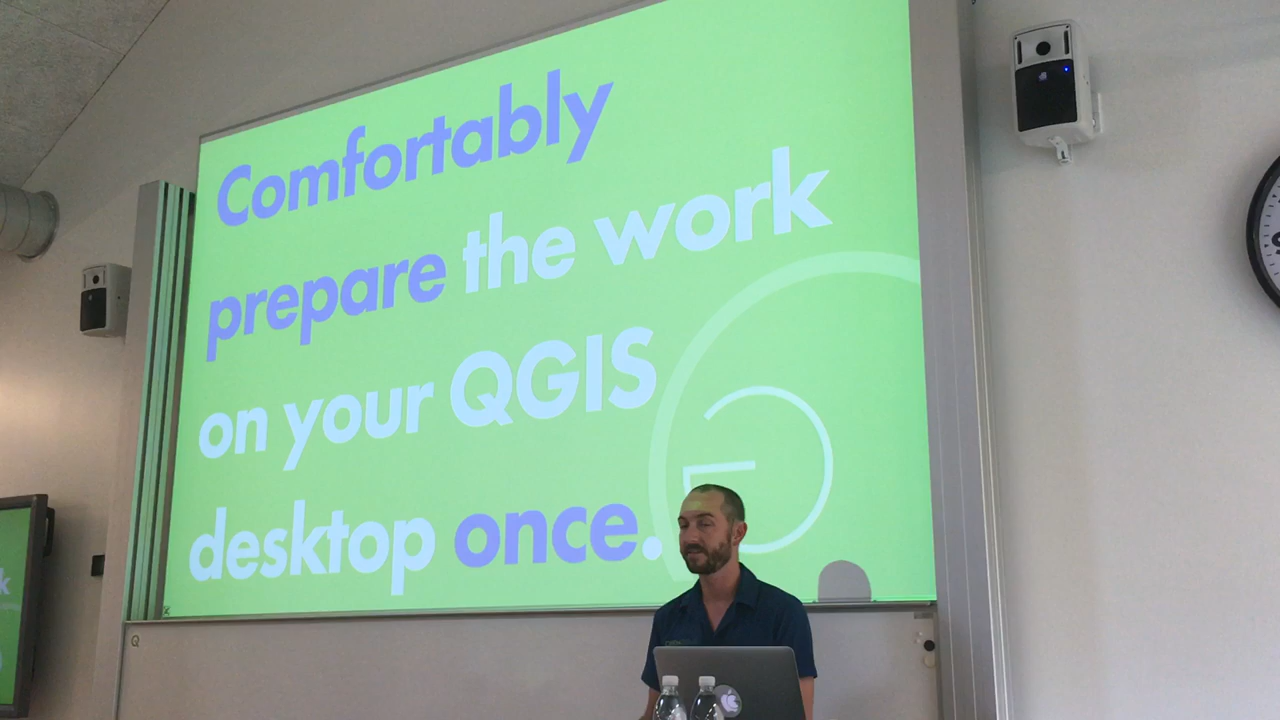 Comfortably
prepare the work
on your QGIS
desktop once.